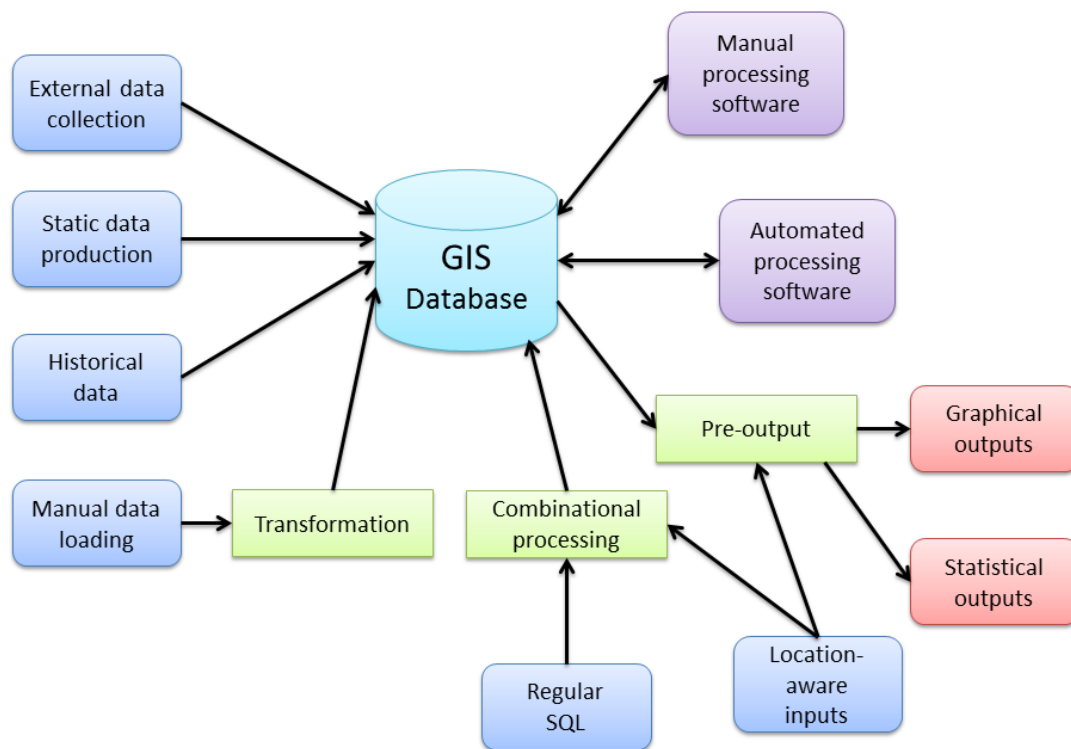 External data
collection
Static data
production
Historical
data
Manual data
loading
Transformation
GIS
Database
Manual
processing
software
Automated
processing
software
Pre-output
Graphical
outputs
Combinational
processing
Statistical
outputs
Regular
SQL
Location-
aware
inputs